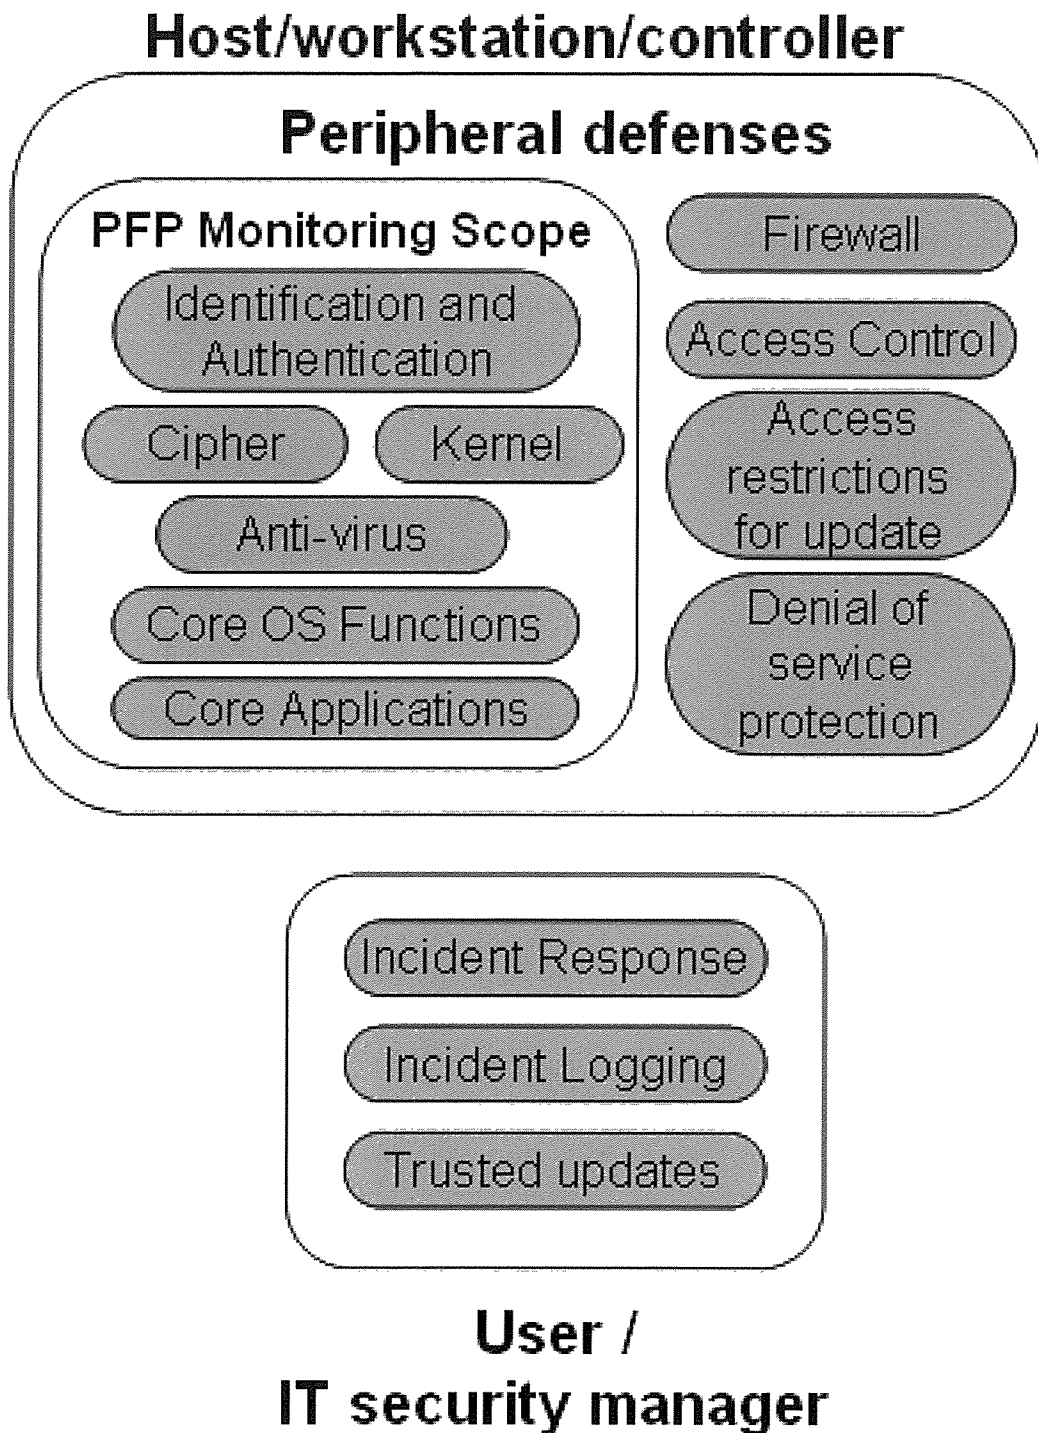 Host/workstation/controller
Peripheral defenses
PFP Monitoring Scope
Identification and
Authentication
Cipher
Kernel
Anti-virus
Core OS Functions
Core Applications
Firewall
Access Control
Access
restrictions
for update
Denial of
service
protection
Incident Response
Incident Logging
Trusted updates
User /
IT security manager